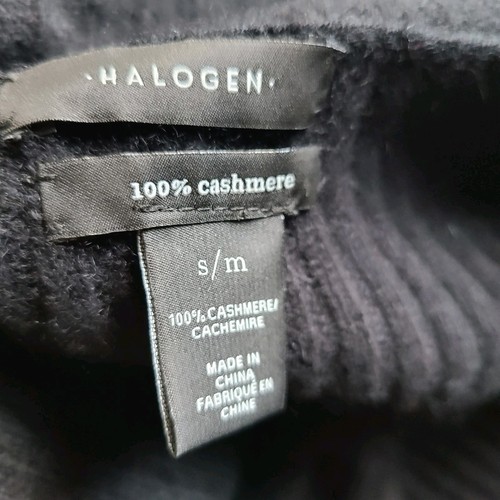 ·HALOGEN·
100% cashmere
s/m
100% CASHMERE/
CACHEMIRE
MADE IN
CHINA
FABRIQUÉ EN
CHINE